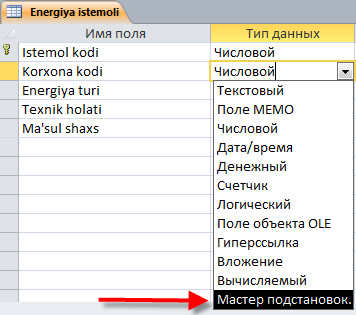 Energiya istemoli
Имя поля Тип данных
Istemol kodi Числовой
Korxona kodi Числовой
Energiya turi Текстовый
Texnik holati Поле МЕМО
Ma'sul shaxs Числовой
Дата/время
Денежный
Счетчик
Логический
Поле объекта OLE
Гиперссылка
Вложение
Вычисляемый
Мастер подстановок.